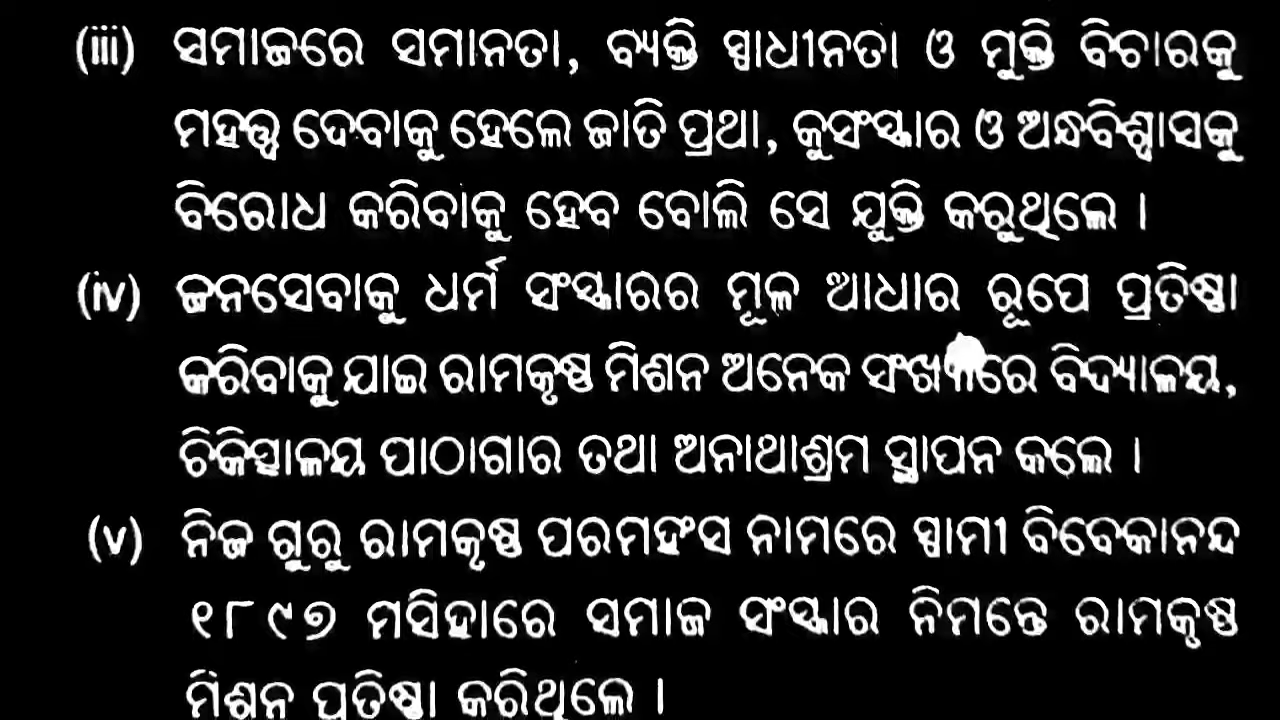 (iii) ସମାଜରେ ସମାନତା, ବ୍ୟକ୍ତି ସ୍ଵାଧୀନତା ଓ ମୁକ୍ତି ବିଚାରକୁ
ମହତ୍ତ୍ଵ ଦେବାକୁ ହେଲେ ଜାତି ପ୍ରଥା, କୁସଂସ୍କାର ଓ ଅନ୍ଧବିଶ୍ଵାସକୁ
ବିରୋଧ କରିବାକୁ ହେବ ବୋଲି ସେ ଯୁକ୍ତି କରୁଥିଲେ ।
(iv) ଜନସେବାକୁ ଧର୍ମ ସଂସ୍କାରର ମୂଳ ଆଧାର ରୂପେ ପ୍ରତିଷ୍ଠା
କରିବାକୁ ଯାଇ ରାମକୃଷ୍ଣ ମିଶନ ଅନେକ ସଂଖ୍ୟାରେ ବିଦ୍ୟାଳୟ,
ଚିକିତ୍ସାଳୟ ପାଠାଗାର ତଥା ଅନାଥାଶ୍ରମ ସ୍ଥାପନ କଲେ ।
(v) ନିଜ ଗୁରୁ ରାମକୃଷ୍ଣ ପରମହଂସ ନାମରେ ସ୍ଵାମୀ ବିବେକାନନ୍ଦ
୧୮୯୭ ମସିହାରେ ସମାଜ ସଂସ୍କାର ନିମନ୍ତେ ରାମକୃଷ୍ଣ
ମିଶନ ପ୍ରତିଷ୍ଠା କରିଥିଲେ ।